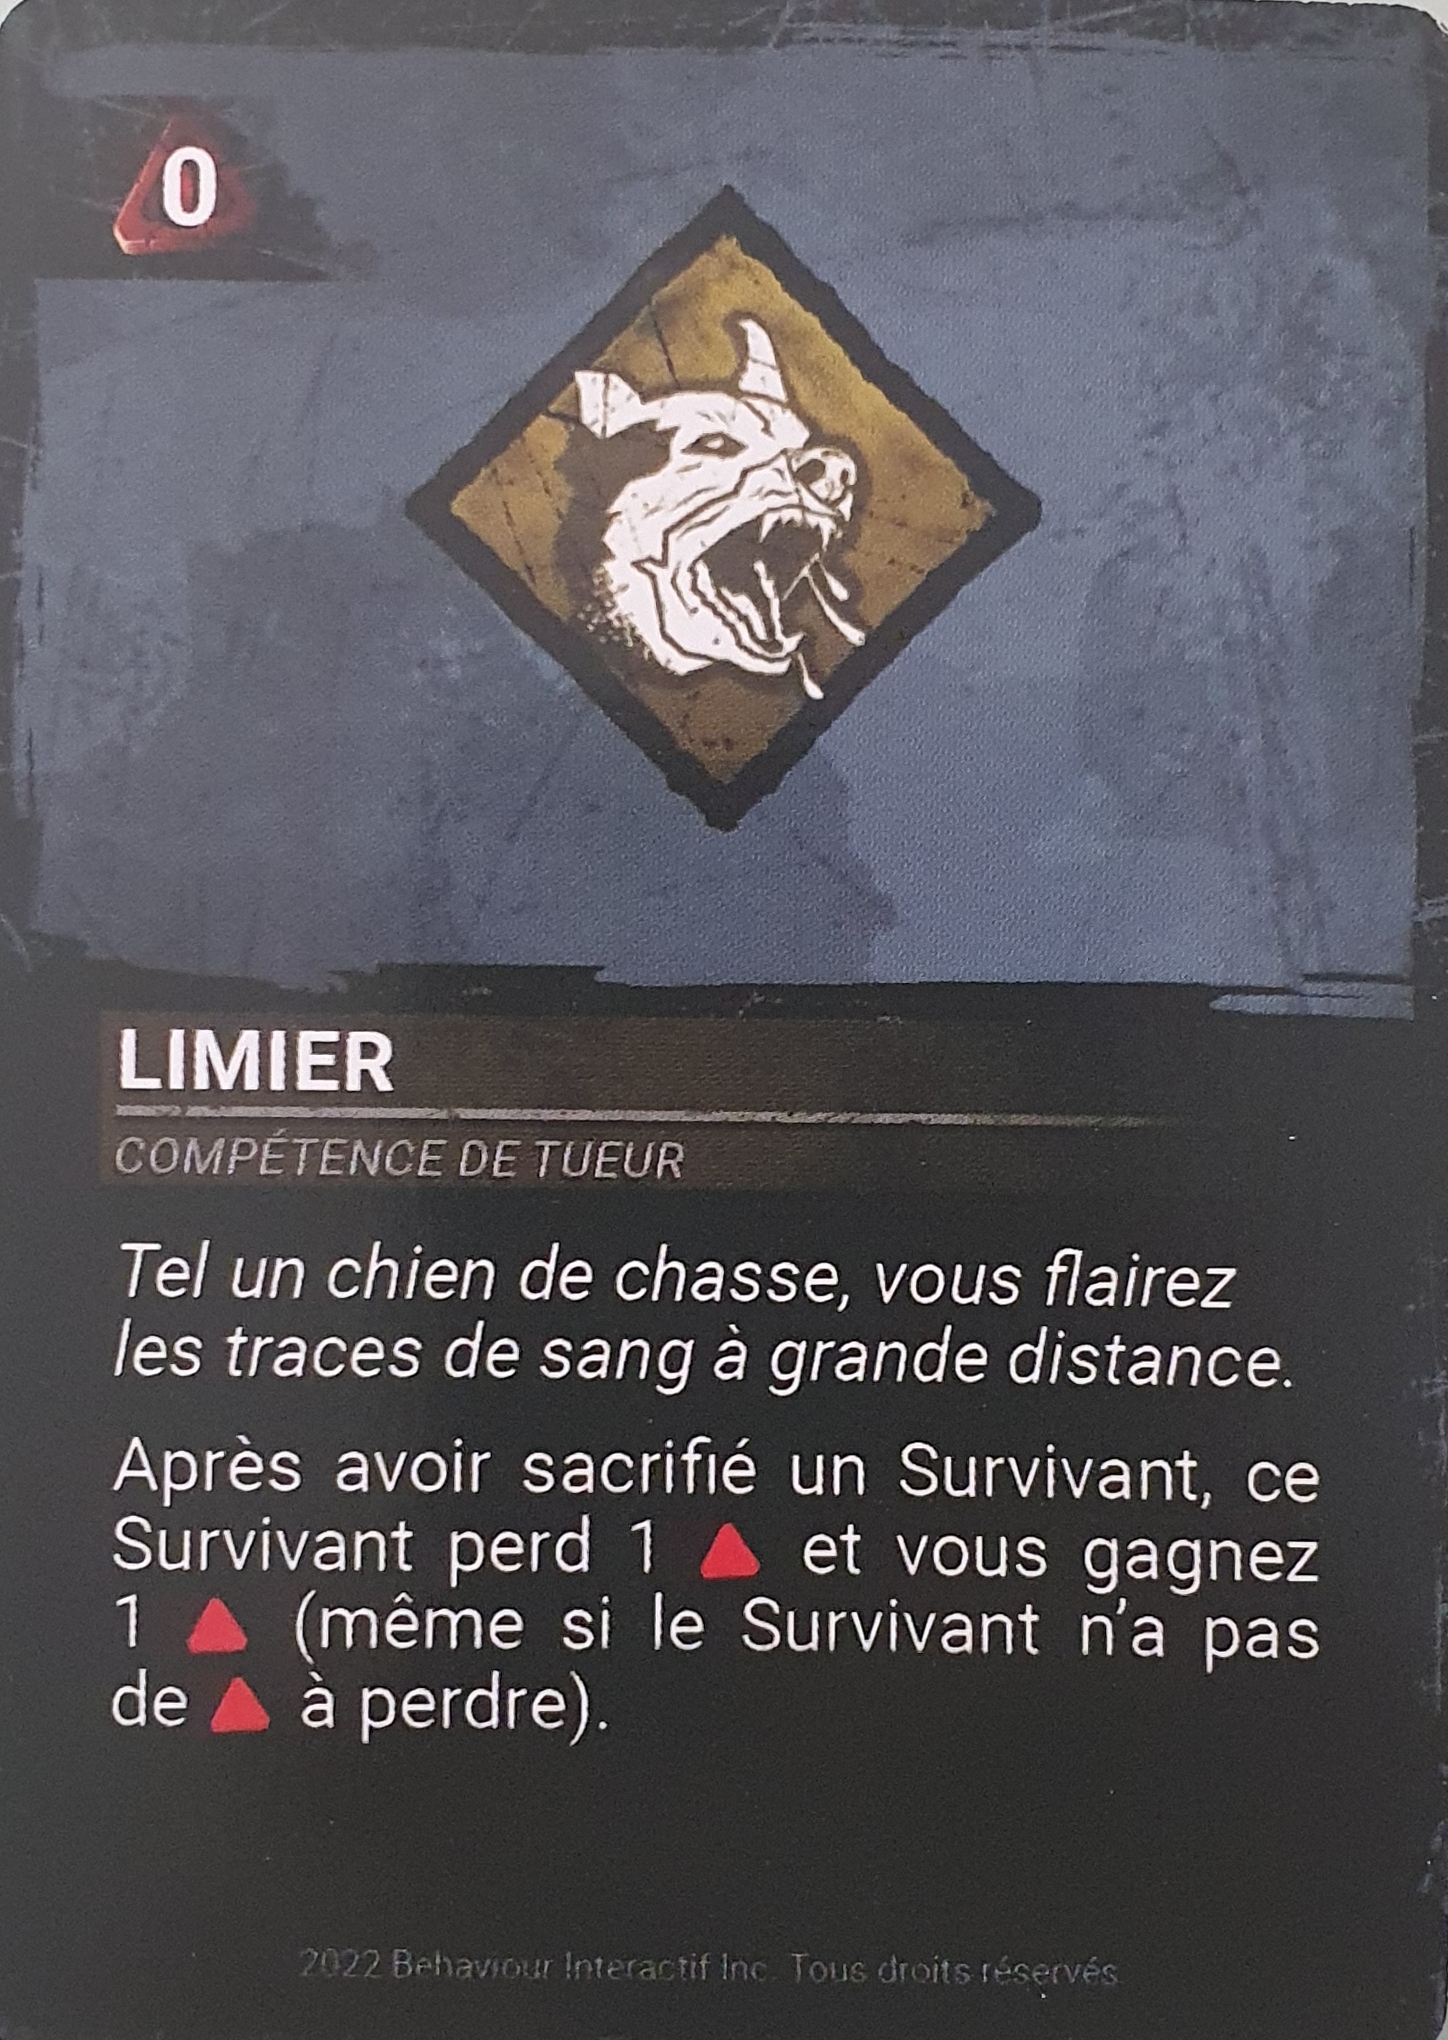 0
LIMIER
COMPÉTENCE DE TUEUR
Tel un chien de chasse, vous flairez
les traces de sang à grande distance.
Après avoir sacrifié un Survivant, ce
Survivant perd 1 ▲ et vous gagnez
1 ▲ (même si le Survivant n'a pas
de ▲ à perdre).
2022 Behaviour Interactif Inc. Tous droits réservés